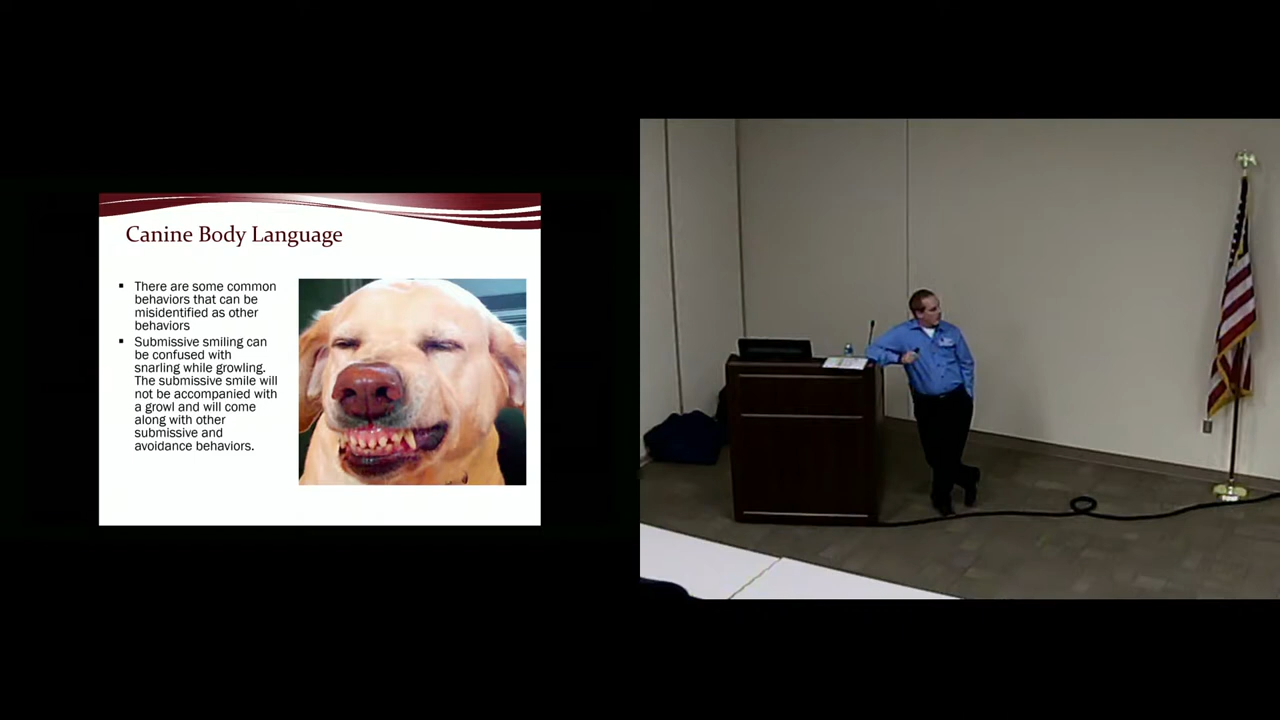 Canine Body Language
▪ There are some common
behaviors that can be
misidentified as other
behaviors
▪ Submissive smiling can
be confused with
snarling while growling.
The submissive smile will
not be accompanied with
a growl and will come
along with other
submissive and
avoidance behaviors.